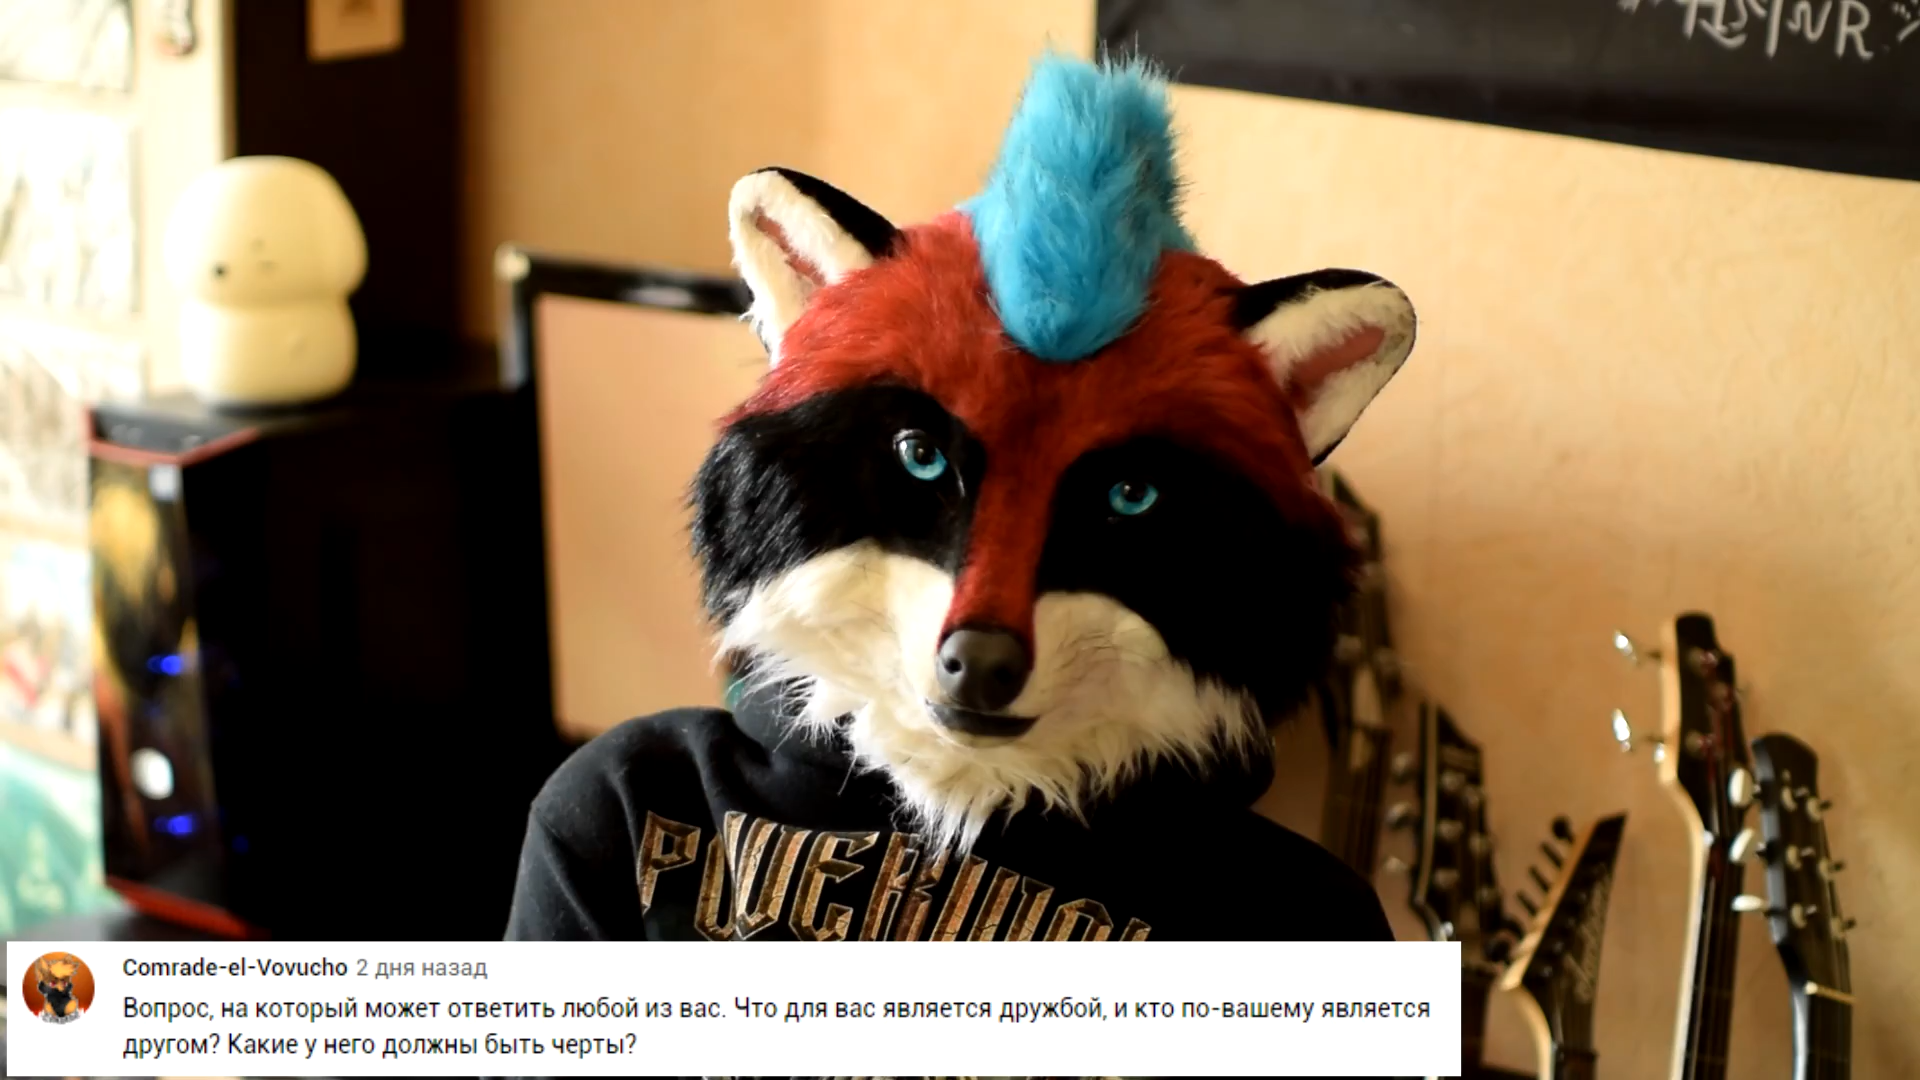 POWERWOL
Comrade-el-Vovucho 2 дня назад
Вопрос, на который может ответить любой из вас. Что для вас является дружбой, и кто по-вашему является
другом? Какие у него должны быть черты?